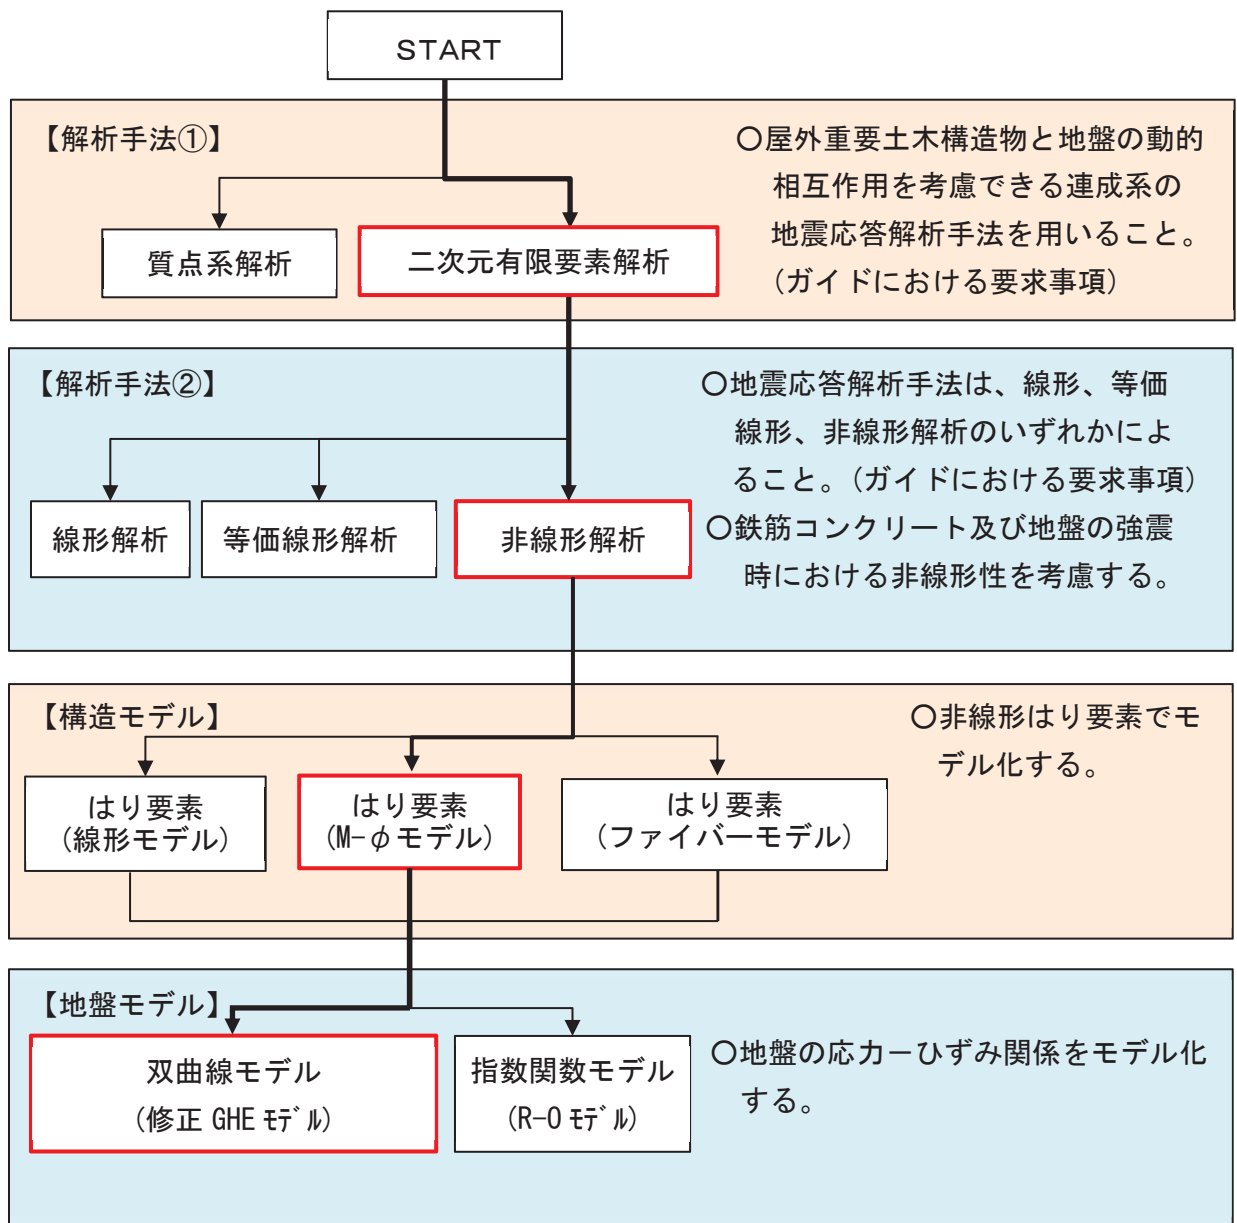 START
【解析手法①】
〇屋外重要土木構造物と地盤の動的
相互作用を考慮できる連成系の
地震応答解析手法を用いること。
(ガイドにおける要求事項)
質点系解析
二次元有限要素解析
【解析手法②】
〇地震応答解析手法は、線形、等価
線形、非線形解析のいずれかによ
ること。(ガイドにおける要求事項)
〇鉄筋コンクリート及び地盤の強震
時における非線形性を考慮する。
線形解析
等価線形解析
非線形解析
【構造モデル】
〇非線形はり要素でモ
デル化する。
はり要素
(線形モデル)
はり要素
(M-φモデル)
はり要素
(ファイバーモデル)
【地盤モデル】
〇地盤の応力－ひずみ関係をモデル化
する。
双曲線モデル
(修正 GHE ﾓﾃﾞﾙ)
指数関数モデル
(R-O ﾓﾃﾞﾙ)